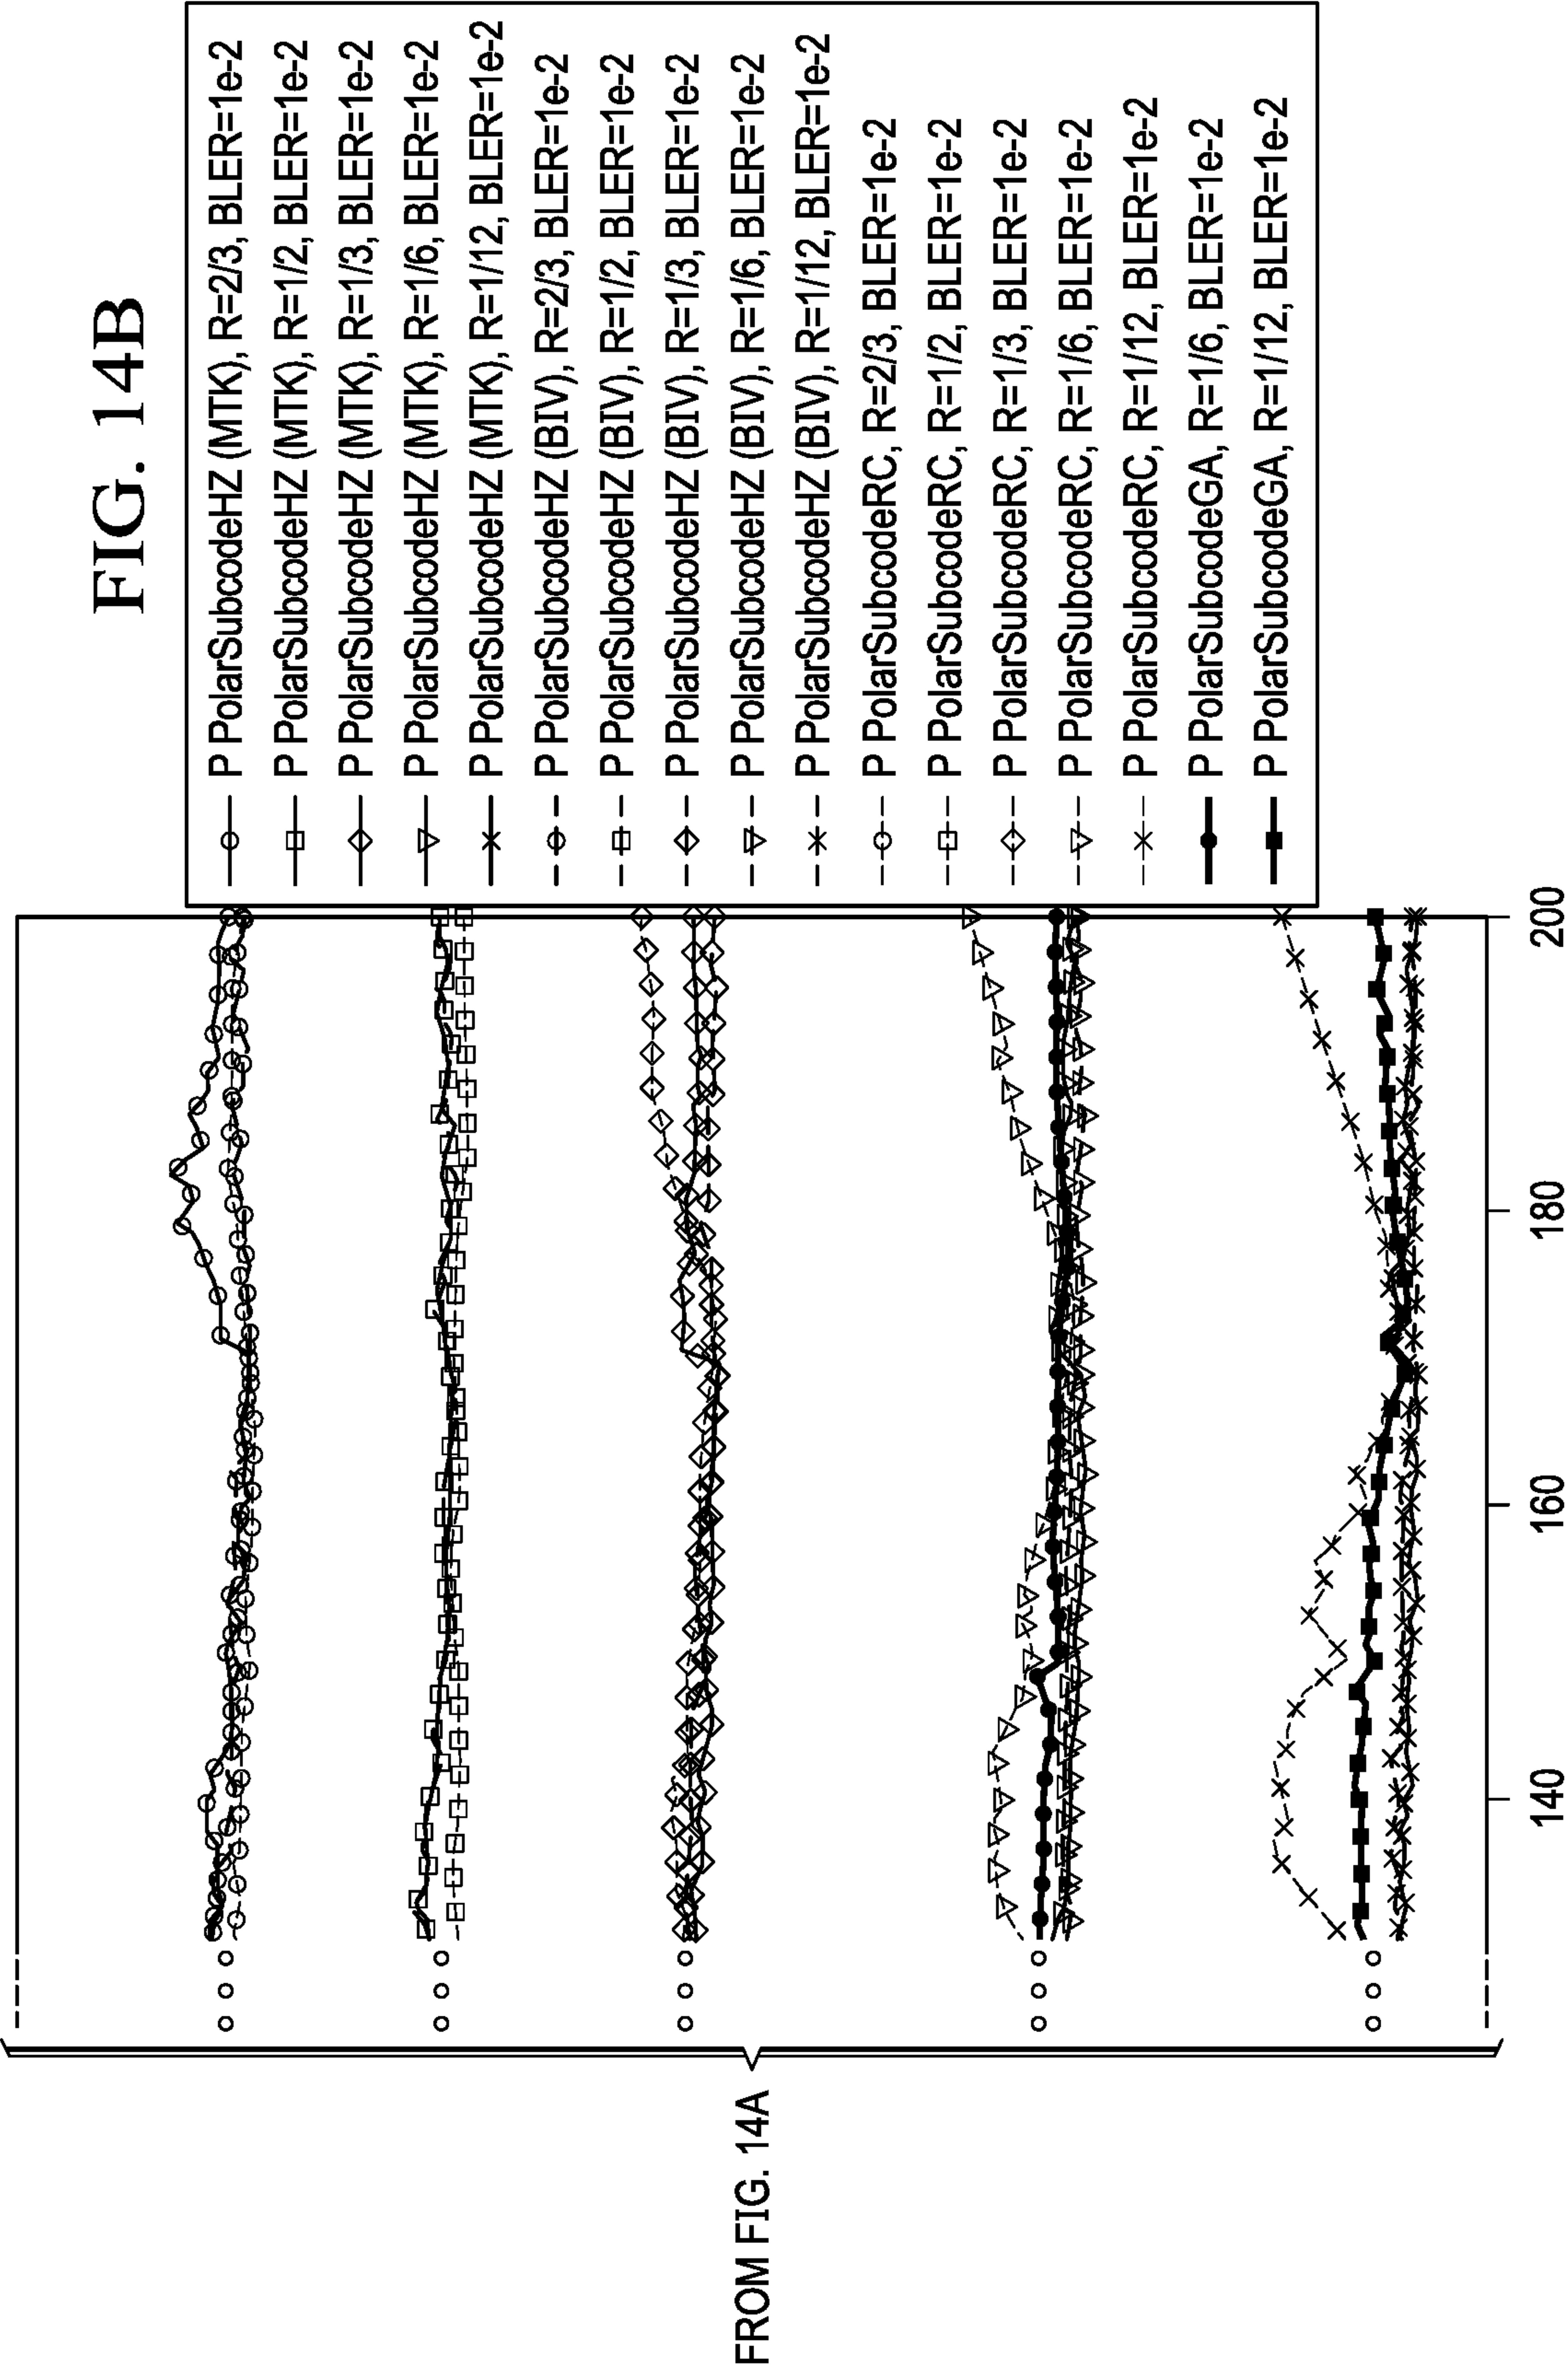 FIG. 14B
P PolarSubcodeHZ (MTK), R=2/3, BLER=1e-2
P PolarSubcodeHZ (MTK), R=1/2, BLER=1e-2
P PolarSubcodeHZ (MTK), R=1/3, BLER=1e-2
P PolarSubcodeHZ (MTK), R=1/6, BLER=1e-2
P PolarSubcodeHZ (MTK), R=1/12, BLER=1e-2
P PolarSubcodeHZ (BIV), R=2/3, BLER=1e-2
P PolarSubcodeHZ (BIV), R=1/2, BLER=1e-2
P PolarSubcodeHZ (BIV), R=1/3, BLER=1e-2
P PolarSubcodeHZ (BIV), R=1/6, BLER=1e-2
P PolarSubcodeHZ (BIV), R=1/12, BLER=1e-2
P PolarSubcodeRC, R=2/3, BLER=1e-2
P PolarSubcodeRC, R=1/2, BLER=1e-2
P PolarSubcodeRC, R=1/3, BLER=1e-2
P PolarSubcodeRC, R=1/6, BLER=1e-2
P PolarSubcodeRC, R=1/12, BLER=1e-2
P PolarSubcodeGA, R=1/6, BLER=1e-2
P PolarSubcodeGA, R=1/12, BLER=1e-2
FROM FIG. 14A
140 160 180 200